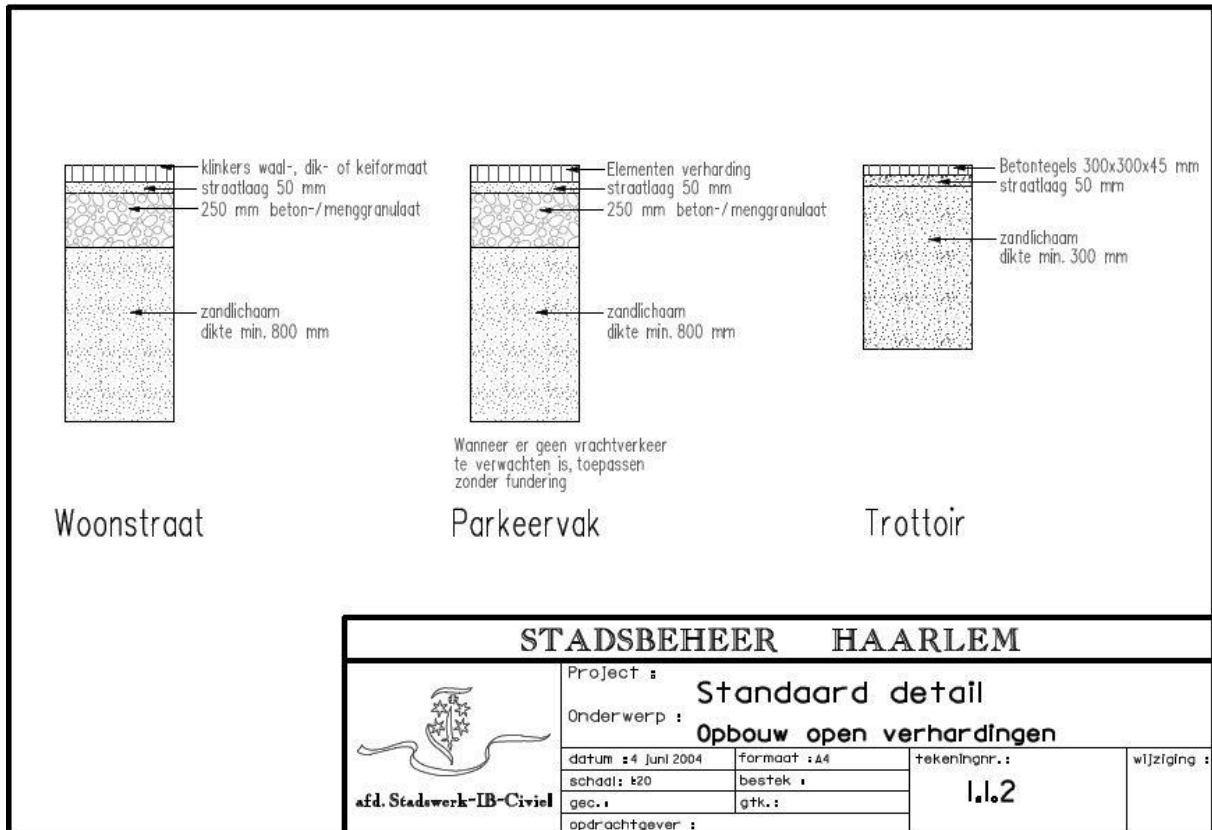 klinkers waal-, dik- of keiformaat
straatlaag 50 mm
250 mm beton-/menggranulaat
zandlichaam
dikte min. 800 mm
Woonstraat
Elementen verharding
straatlaag 50 mm
250 mm beton-/menggranulaat
zandlichaam
dikte min. 800 mm
Wanneer er geen vrachtverkeer
te verwachten is, toepassen
zonder fundering
Parkeervak
Betontegels 300x300x45 mm
straatlaag 50 mm
zandlichaam
dikte min. 300 mm
Trottoir
STADSBEHEER HAARLEM
afd. Stadswerk-IB-Civiel
Project :
Standaard detail
Onderwerp :
Opbouw open verhardingen
datum : 4 juni 2004
formaat : A4
tekeningnr.:
wijziging :
schaal: 1:20
bestek :
1.1.2
gec.:
gtk.:
opdrachtgever :